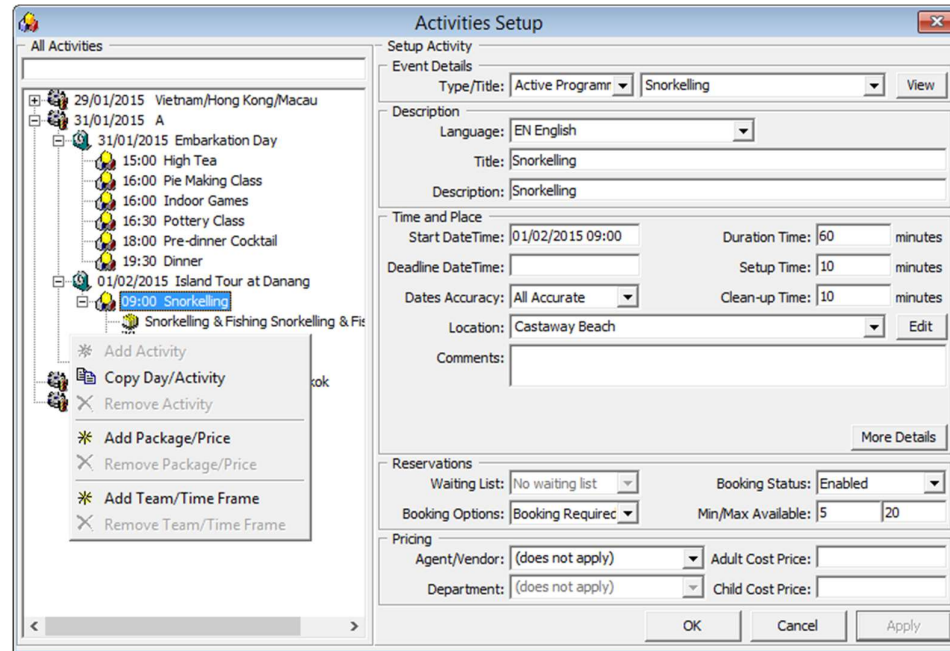 Activities Setup
All Activities
29/01/2015 Vietnam/Hong Kong/Macau
31/01/2015 A
31/01/2015 Embarkation Day
15:00 High Tea
16:00 Pie Making Class
16:00 Indoor Games
16:30 Pottery Class
18:00 Pre-dinner Cocktail
19:30 Dinner
01/02/2015 Island Tour at Danang
09:00 Snorkelling
Snorkelling & Fishing Snorkelling & Fis
kok
Add Activity
Copy Day/Activity
Remove Activity
Add Package/Price
Remove Package/Price
Add Team/Time Frame
Remove Team/Time Frame
Setup Activity
Event Details
Type/Title: Active Programr Snorkelling View
Description
Language: EN English
Title: Snorkelling
Description: Snorkelling
Time and Place
Start DateTime: 01/02/2015 09:00 Duration Time: 60 minutes
Deadline DateTime: Setup Time: 10 minutes
Dates Accuracy: All Accurate Clean-up Time: 10 minutes
Location: Castaway Beach Edit
Comments:
More Details
Reservations
Waiting List: No waiting list Booking Status: Enabled
Booking Options: Booking Required Min/Max Available: 5 20
Pricing
Agent/Vendor: (does not apply) Adult Cost Price:
Department: (does not apply) Child Cost Price:
OK Cancel Apply